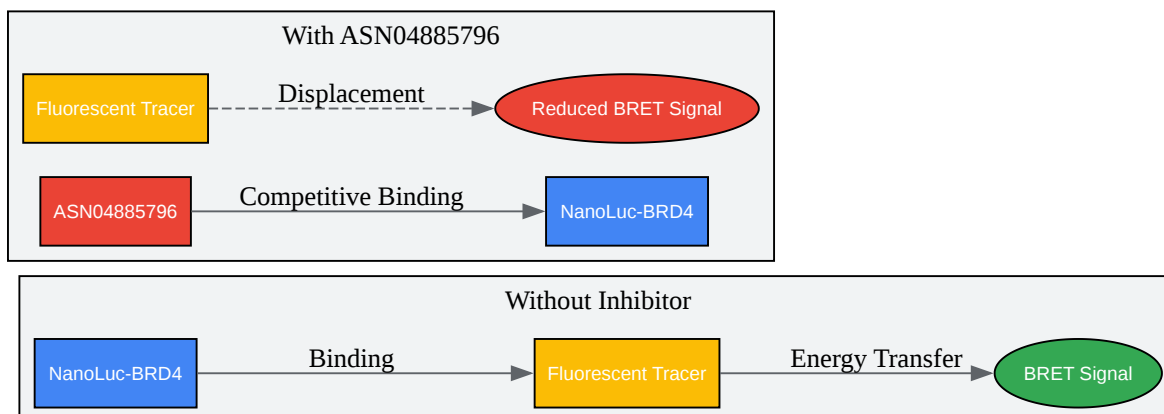 With ASN04885796
Fluorescent Tracer
Displacement
Reduced BRET Signal
ASN04885796
Competitive Binding
NanoLuc-BRD4
Without Inhibitor
NanoLuc-BRD4
Binding
Fluorescent Tracer
Energy Transfer
BRET Signal